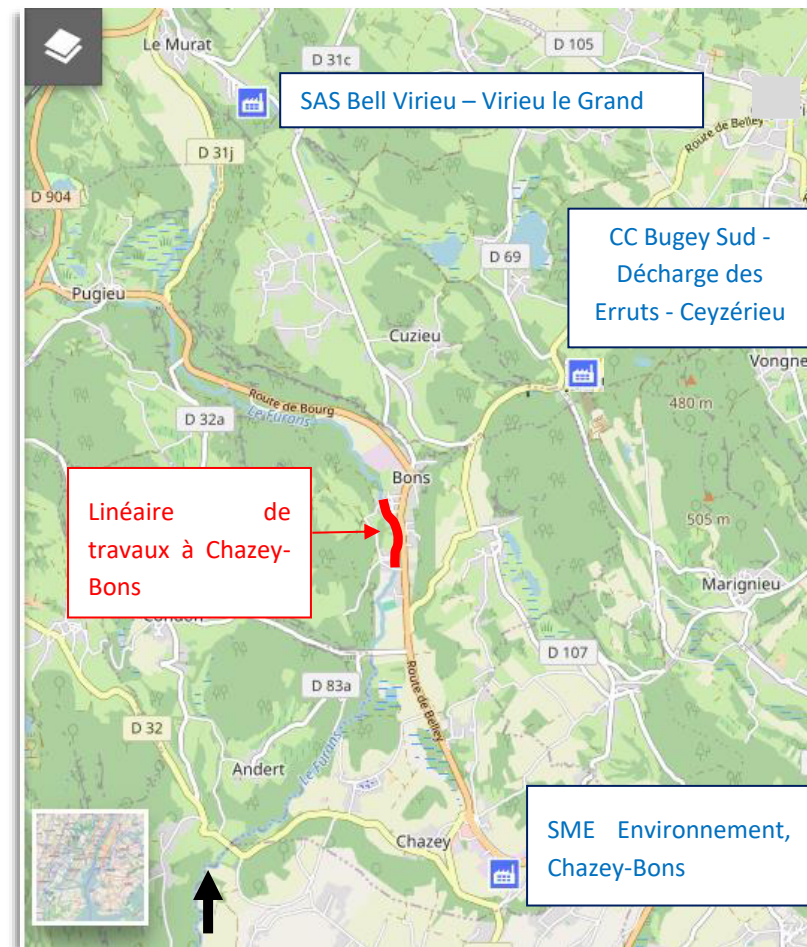 Le Murat
D 31c
D 105
SAS Bell Virieu – Virieu le Grand
Route de Belley
D 31j
D 904
CC Bugey Sud -
Décharge des
Erruts - Ceyzérieu
D 69
Pugieu
Cuzieu
Vongne
480 m
Route de Bourg
Le Furans
D 32a
Bons
Linéaire de
travaux à Chazey-
Bons
505 m
Marignieu
D 107
D 83a
Route de Belley
D 32
Le Furans
Andert
Chazey
SME Environnement,
Chazey-Bons